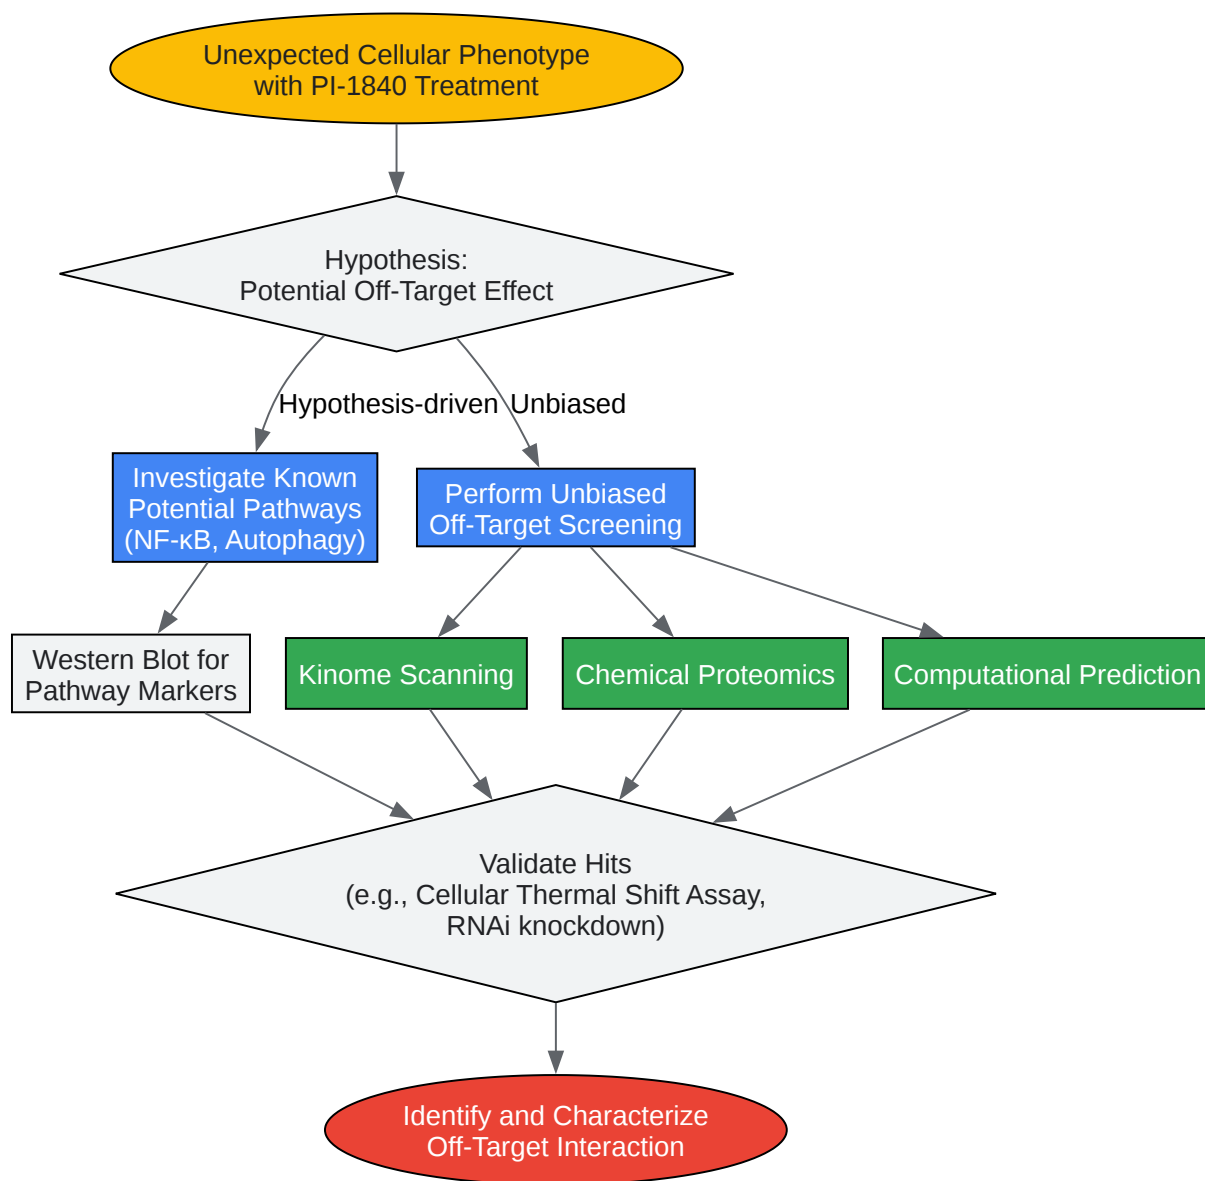 Unexpected Cellular Phenotype
with PI-1840 Treatment
Hypothesis:
Potential Off-Target Effect
Hypothesis-driven
Unbiased
Investigate Known
Potential Pathways
(NF-κB, Autophagy)
Perform Unbiased
Off-Target Screening
Western Blot for
Pathway Markers
Kinome Scanning
Chemical Proteomics
Computational Prediction
Validate Hits
(e.g., Cellular Thermal Shift Assay,
RNAi knockdown)
Identify and Characterize
Off-Target Interaction